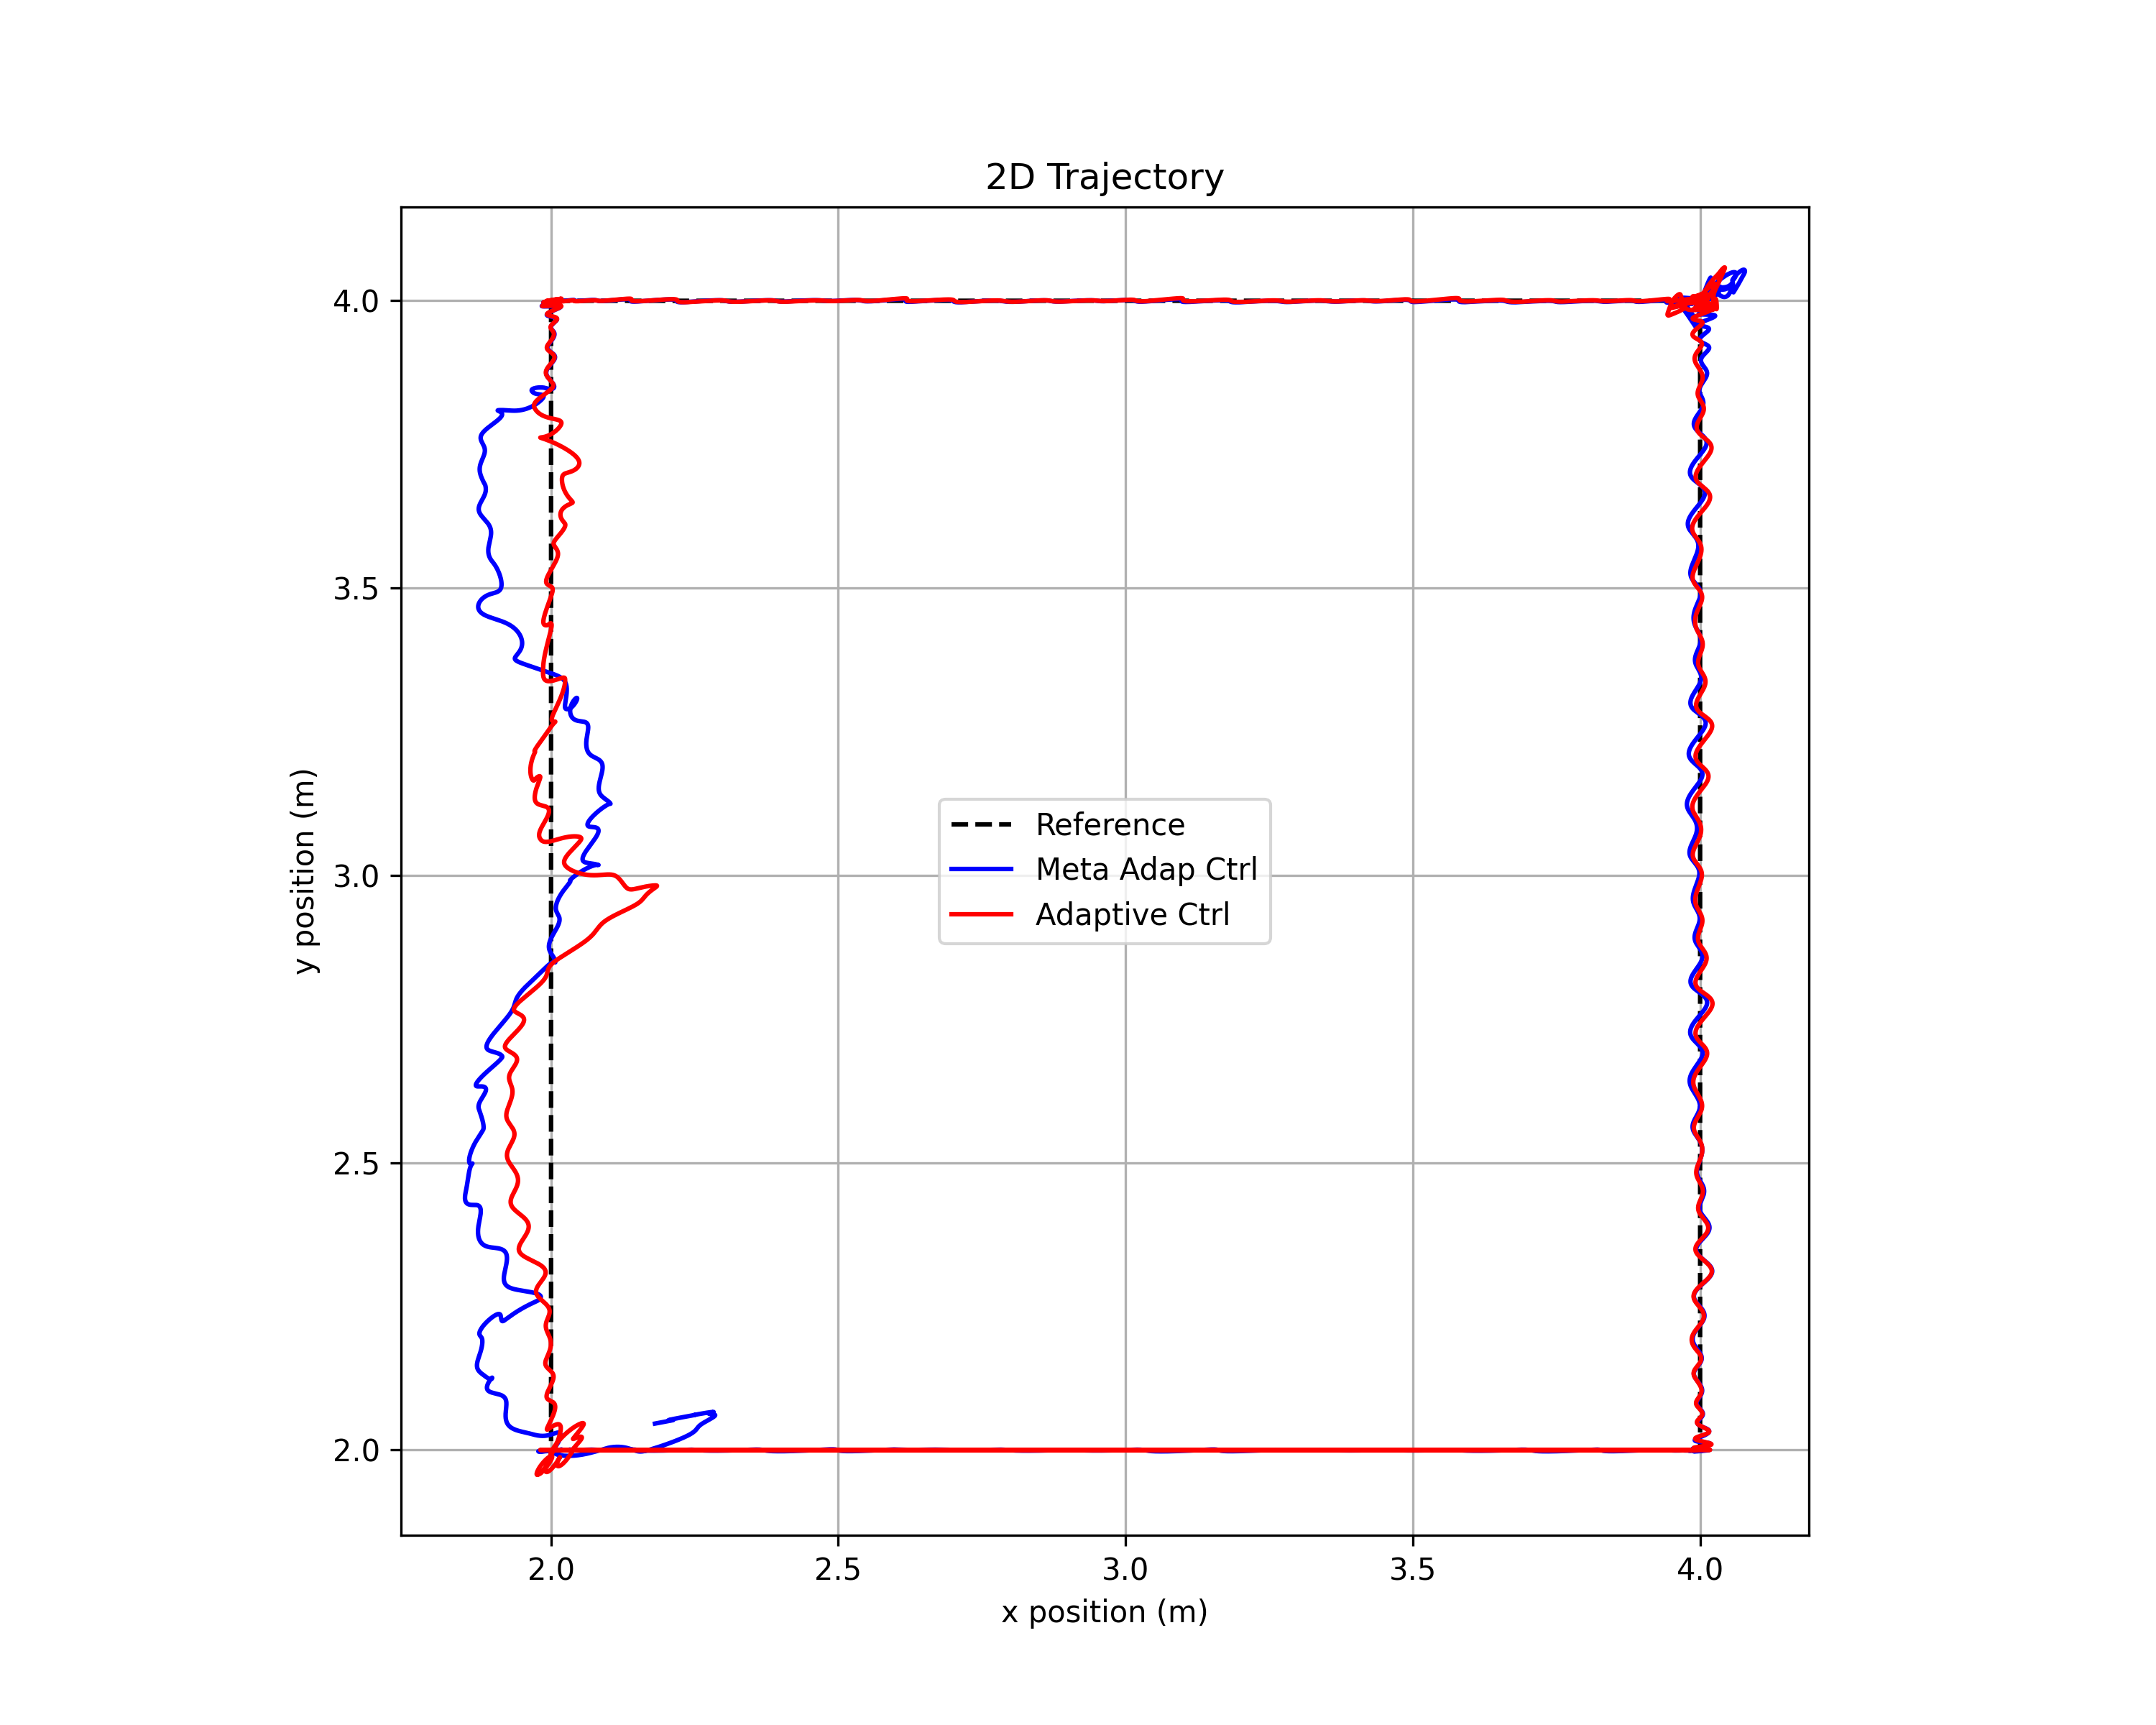 2D Trajectory
4.0
3.5
3.0
2.5
2.0
y position (m)
Reference
Meta Adap Ctrl
Adaptive Ctrl
2.0 2.5 3.0 3.5 4.0
x position (m)